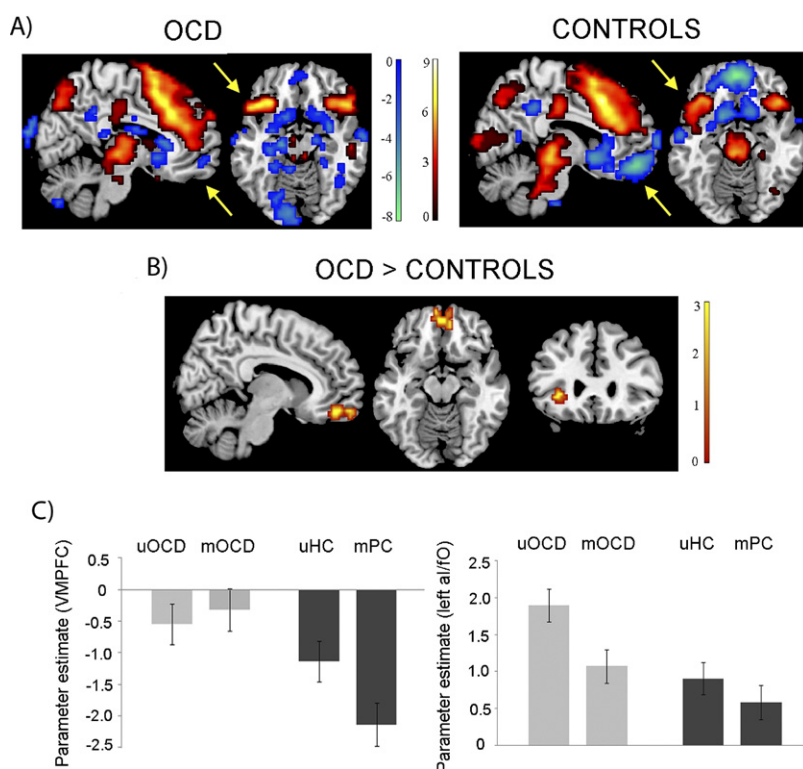 A)
OCD
CONTROLS
0
-2
-4
-6
-8
9
6
3
0
B)
OCD > CONTROLS
3
2
1
0
C)
Parameter estimate (VMPFC)
0.5
0
-0.5
-1.0
-1.5
-2.0
-2.5
uOCD mOCD uHC mPC
Parameter estimate (left aI/fO)
2.5
2.0
1.5
1.0
0.5
0
uOCD mOCD uHC mPC